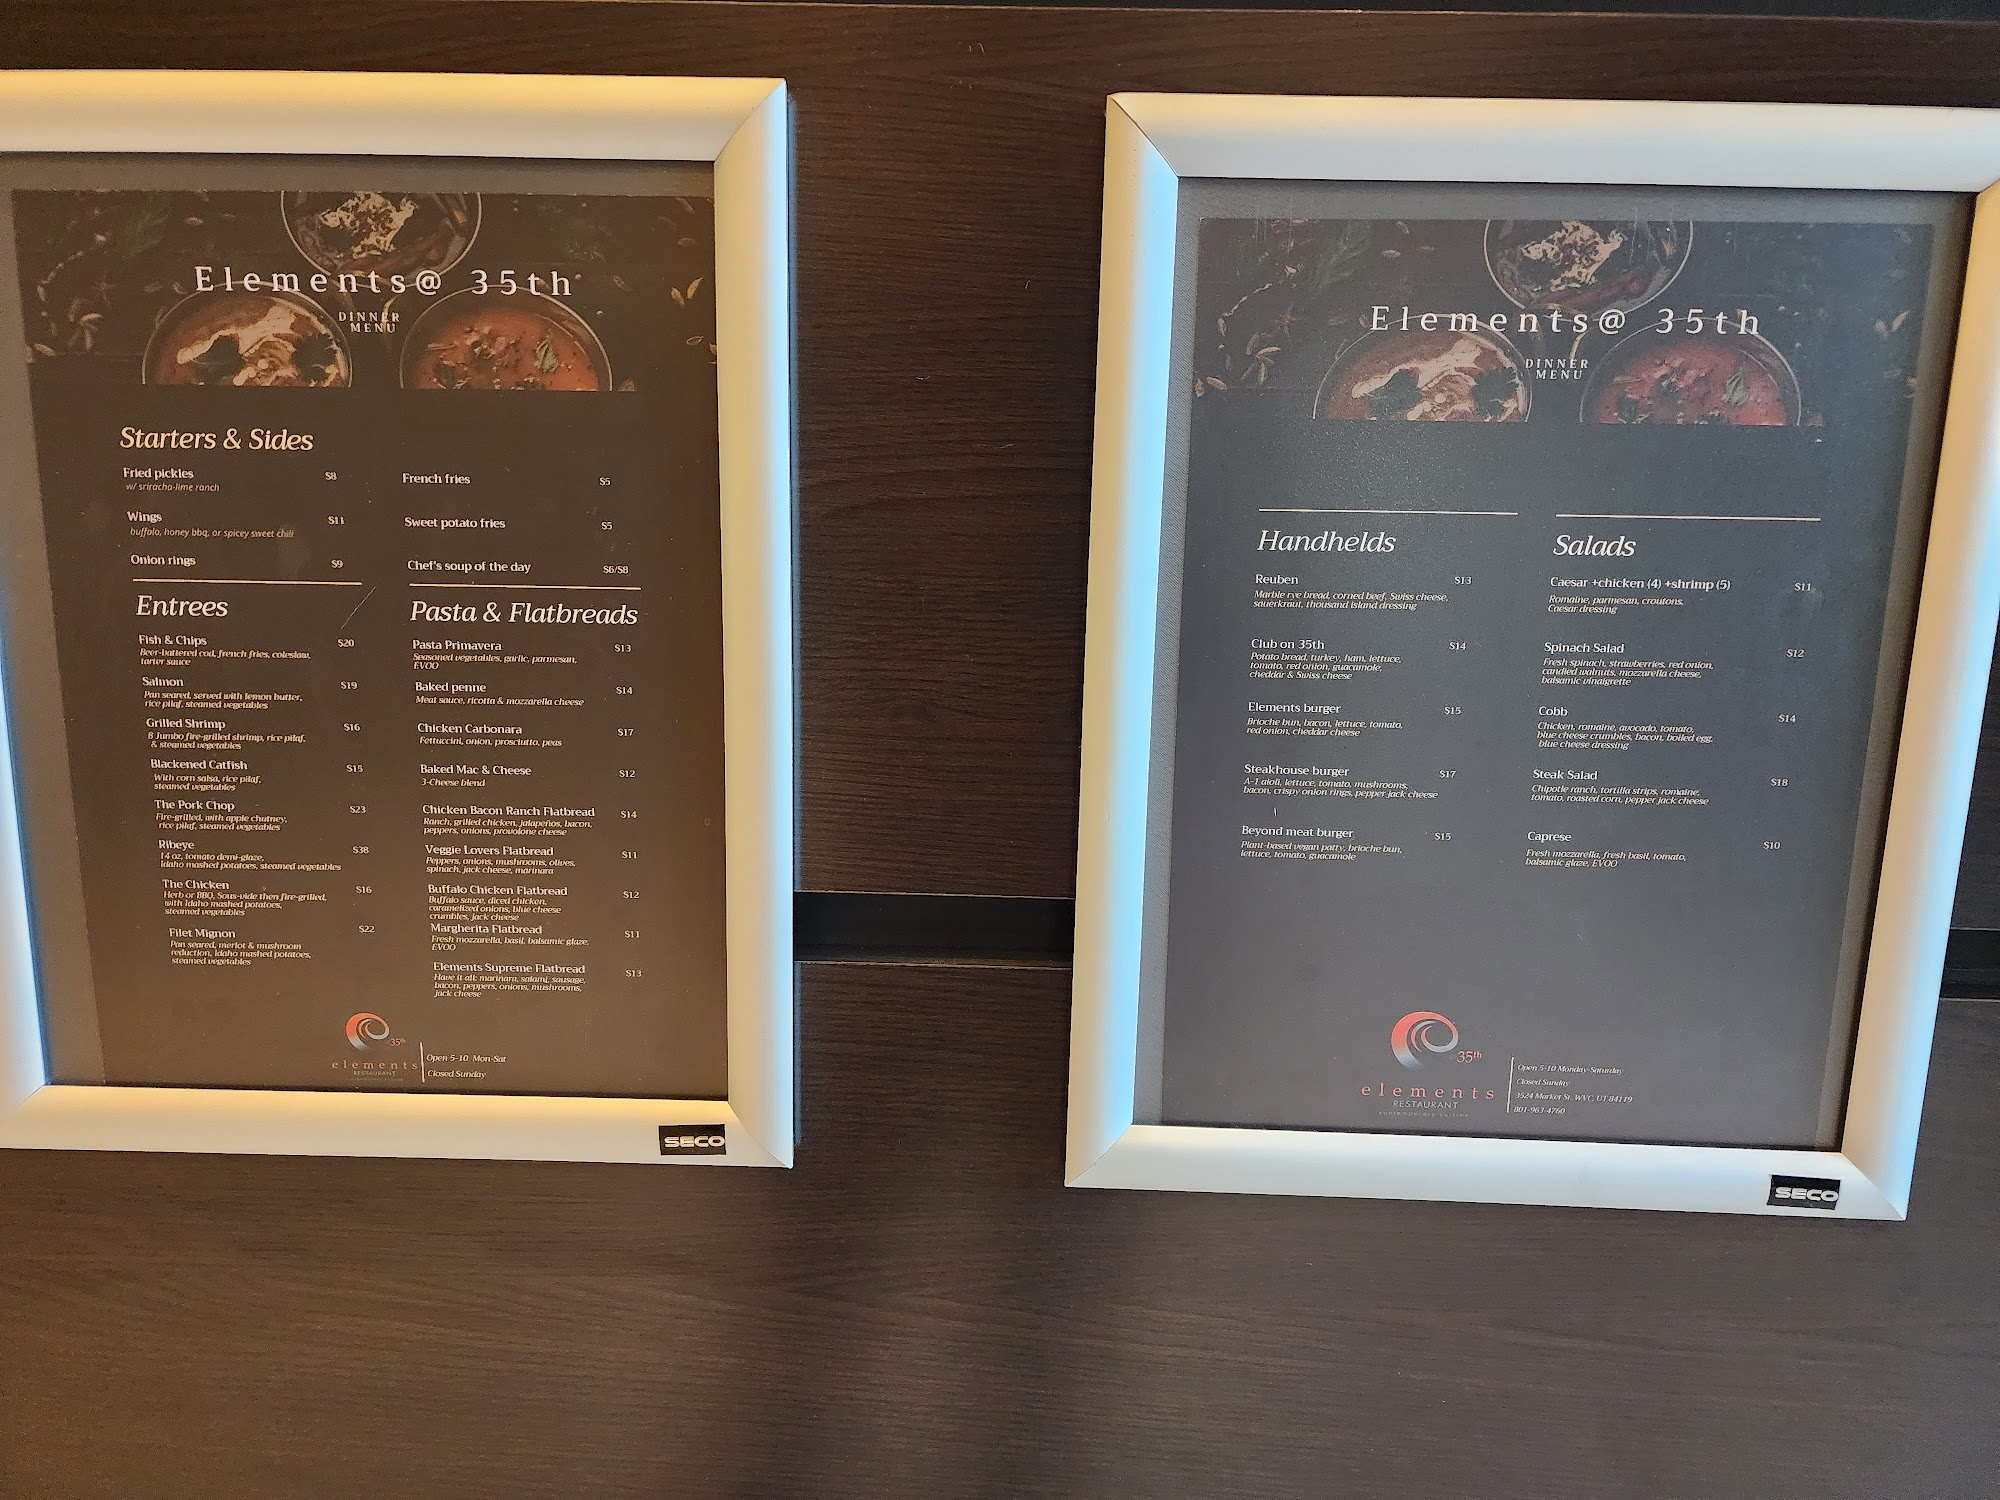 Elements@ 35th
DINNER
MENU
Starters & Sides
Fried pickles $8
w/ sriracha-lime ranch
Wings $11
buffalo, honey bbq, or spicey sweet chili
Onion rings $9
French fries $5
Sweet potato fries $5
Chef's soup of the day $6/$8
Entrees
Fish & Chips $20
Beer-battered cod, french fries, coleslaw,
tarter sauce
Salmon $19
Pan seared, served with lemon butter,
rice pilaf, steamed vegetables
Grilled Shrimp $16
8 Jumbo fire-grilled shrimp, rice pilaf,
& steamed vegetables
Blackened Catfish $15
With corn salsa, rice pilaf,
steamed vegetables
The Pork Chop $23
Fire-grilled, with apple chutney,
rice pilaf, steamed vegetables
Ribeye $38
14 oz, tomato demi-glaze,
Idaho mashed potatoes, steamed vegetables
The Chicken $16
Herb or BBQ, Sous-vide then fire-grilled,
with Idaho mashed potatoes,
steamed vegetables
Filet Mignon $22
Pan seared, merlot & mushroom
reduction, Idaho mashed potatoes,
steamed vegetables
Pasta & Flatbreads
Pasta Primavera $13
Seasoned vegetables, garlic, parmesan,
EVOO
Baked penne $14
Meat sauce, ricotta & mozzarella cheese
Chicken Carbonara $17
Fettuccini, onion, prosciutto, peas
Baked Mac & Cheese $12
3-Cheese blend
Chicken Bacon Ranch Flatbread $14
Ranch, grilled chicken, jalapeños, bacon,
peppers, onions, provolone cheese
Veggie Lovers Flatbread $11
Peppers, onions, mushrooms, olives,
spinach, jack cheese, marinara
Buffalo Chicken Flatbread $12
Buffalo sauce, diced chicken,
caramelized onions, blue cheese
crumbles, jack cheese
Margherita Flatbread $11
Fresh mozzarella, basil, balsamic glaze,
EVOO
Elements Supreme Flatbread $13
Have it all: marinara, salami, sausage,
bacon, peppers, onions, mushrooms,
jack cheese
35th
elements
RESTAURANT
Open 5-10 Mon-Sat
Closed Sunday
SECO
Elements@ 35th
DINNER
MENU
Handhelds
Reuben $13
Marble rye bread, corned beef, Swiss cheese,
sauerkraut, thousand island dressing
Club on 35th $14
Potato bread, turkey, ham, lettuce,
tomato, red onion, guacamole,
cheddar & Swiss cheese
Elements burger $15
Brioche bun, bacon, lettuce, tomato,
red onion, cheddar cheese
Steakhouse burger $17
A-1 aioli, lettuce, tomato, mushrooms,
bacon, crispy onion rings, pepper jack cheese
Beyond meat burger $15
Plant-based vegan patty, brioche bun,
lettuce, tomato, guacamole
Salads
Caesar +chicken (4) +shrimp (5) $11
Romaine, parmesan, croutons,
Caesar dressing
Spinach Salad $12
Fresh spinach, strawberries, red onion,
candied walnuts, mozzarella cheese,
balsamic vinaigrette
Cobb $14
Chicken, romaine, avocado, tomato,
blue cheese crumbles, bacon, boiled egg,
blue cheese dressing
Steak Salad $18
Chipotle ranch, tortilla strips, romaine,
tomato, roasted corn, pepper jack cheese
Caprese $10
Fresh mozzarella, fresh basil, tomato,
balsamic glaze, EVOO
35th
elements
RESTAURANT
contemporary cuisine
Open 5-10 Monday-Saturday
Closed Sunday
3524 Market St. WVC, UT 84119
801-963-4760
SECO